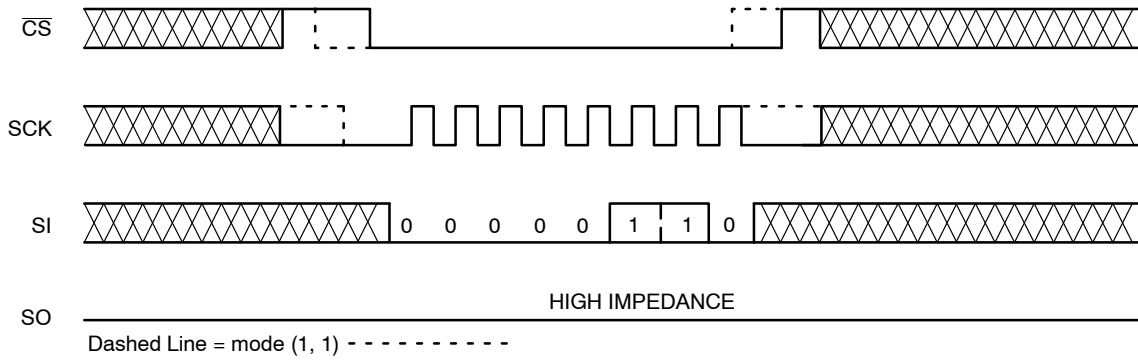 CS
SCK
SI 0 0 0 0 0 1 1 0
HIGH IMPEDANCE
SO
Dashed Line = mode (1, 1)